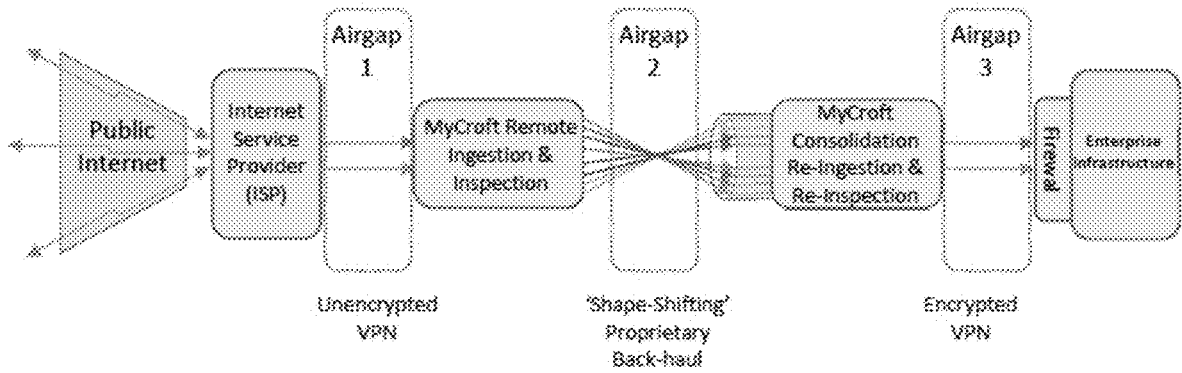 Public
Internet
Internet
Service
Provider
(ISP)
Airgap
1
Unencrypted
VPN
MyCroft Remote
Ingestion &
Inspection
Airgap
2
'Shape-Shifting'
Proprietary
Back-haul
MyCroft
Consolidation
Re-Ingestion &
Re-Inspection
Airgap
3
Encrypted
VPN
Firewall
Enterprise
Infrastructure